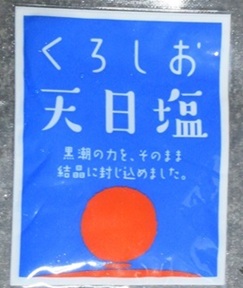 くろしお
天日塩
黒潮の力を、そのまま
結晶に封じ込めました。